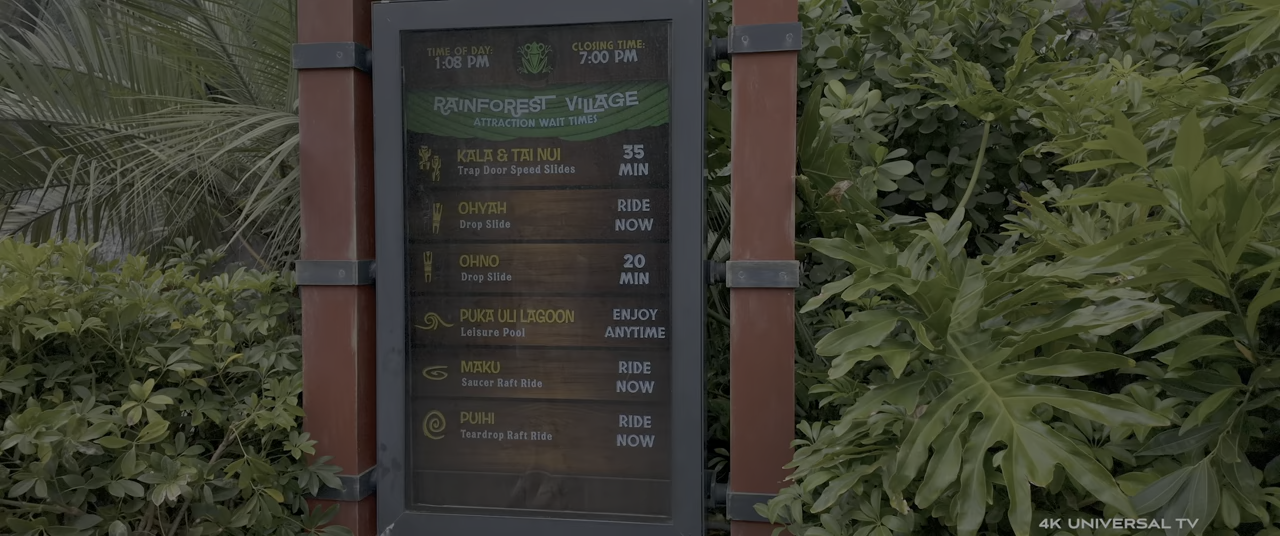 TIME OF DAY:
1:08 PM
CLOSING TIME:
7:00 PM
RAINFOREST VILLAGE
ATTRACTION WAIT TIMES
KALA & TAI NUI
Trap Door Speed Slides
35
MIN
OHYAH
Drop Slide
RIDE
NOW
OHNO
Drop Slide
20
MIN
PUKA ULI LAGOON
Leisure Pool
ENJOY
ANYTIME
MAKU
Saucer Raft Ride
RIDE
NOW
PUIHI
Teardrop Raft Ride
RIDE
NOW
4K UNIVERSAL TV